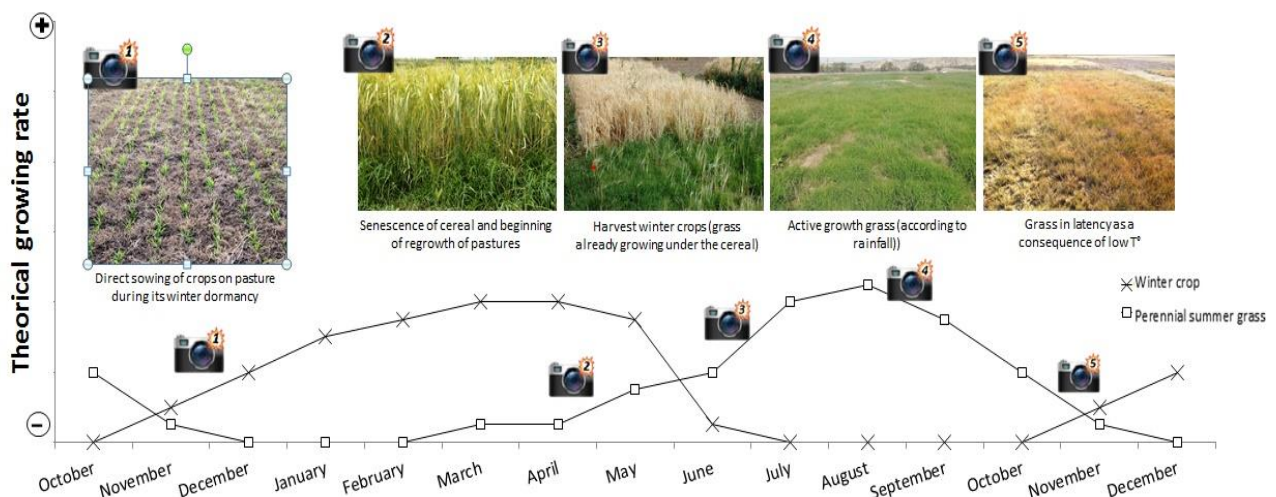 +
Theorical growing rate
−
1
2
3
4
5
Direct sowing of crops on pasture
during its winter dormancy
Senescence of cereal and beginning
of regrowth of pastures
Harvest winter crops (grass
already growing under the cereal)
Active growth grass (according to
rainfall))
Grass in latency as a
consequence of low Tº
Winter crop
Perennial summer grass
1
2
3
4
5
October
November
December
January
February
March
April
May
June
July
August
September
October
November
December